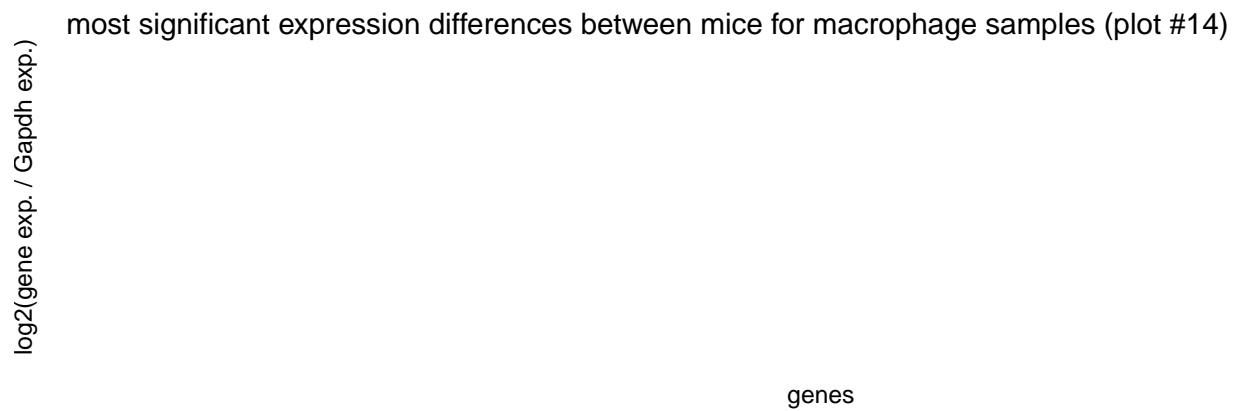 most significant expression differences between mice for macrophage samples (plot #14)
log2(gene exp. / Gapdh exp.)
genes